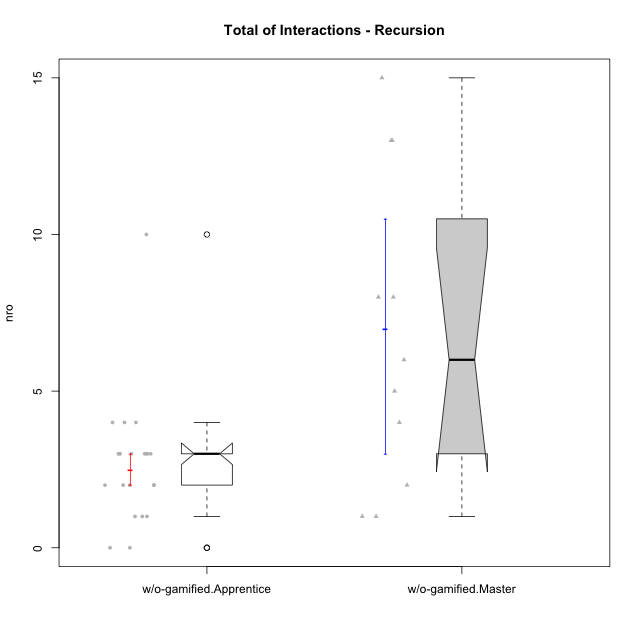 Total of Interactions - Recursion
15
10
5
0
nro
w/o-gamified.Apprentice
w/o-gamified.Master